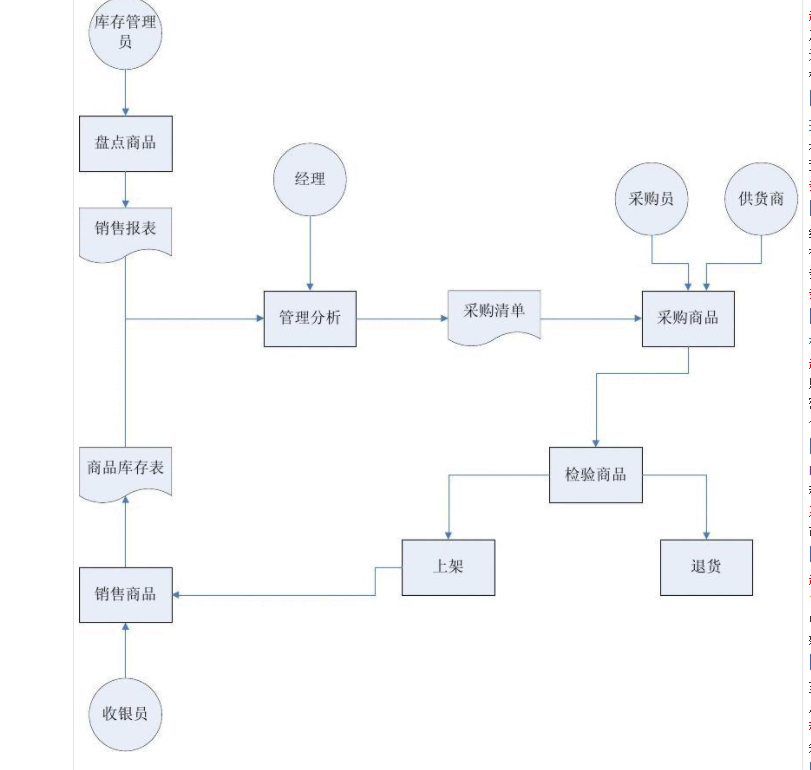 库存管理
员
盘点商品
销售报表
经理
采购员
供货商
管理分析
采购清单
采购商品
商品库存表
检验商品
上架
退货
销售商品
收银员